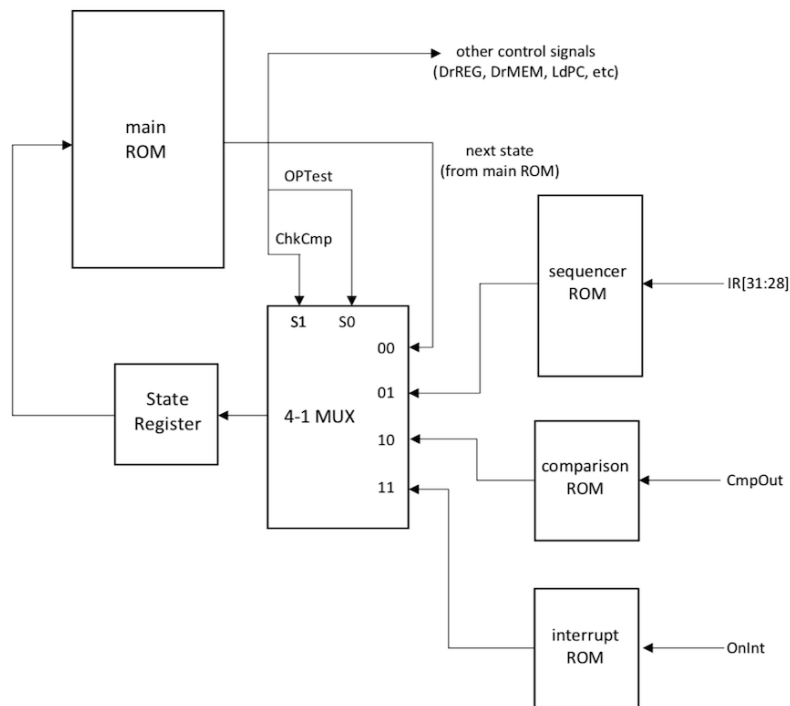 other control signals
(DrREG, DrMEM, LdPC, etc)
main
ROM
next state
(from main ROM)
OPTest
ChkCmp
sequencer
ROM
IR[31:28]
S1
S0
00
01
10
11
4-1 MUX
State
Register
comparison
ROM
CmpOut
interrupt
ROM
OnInt